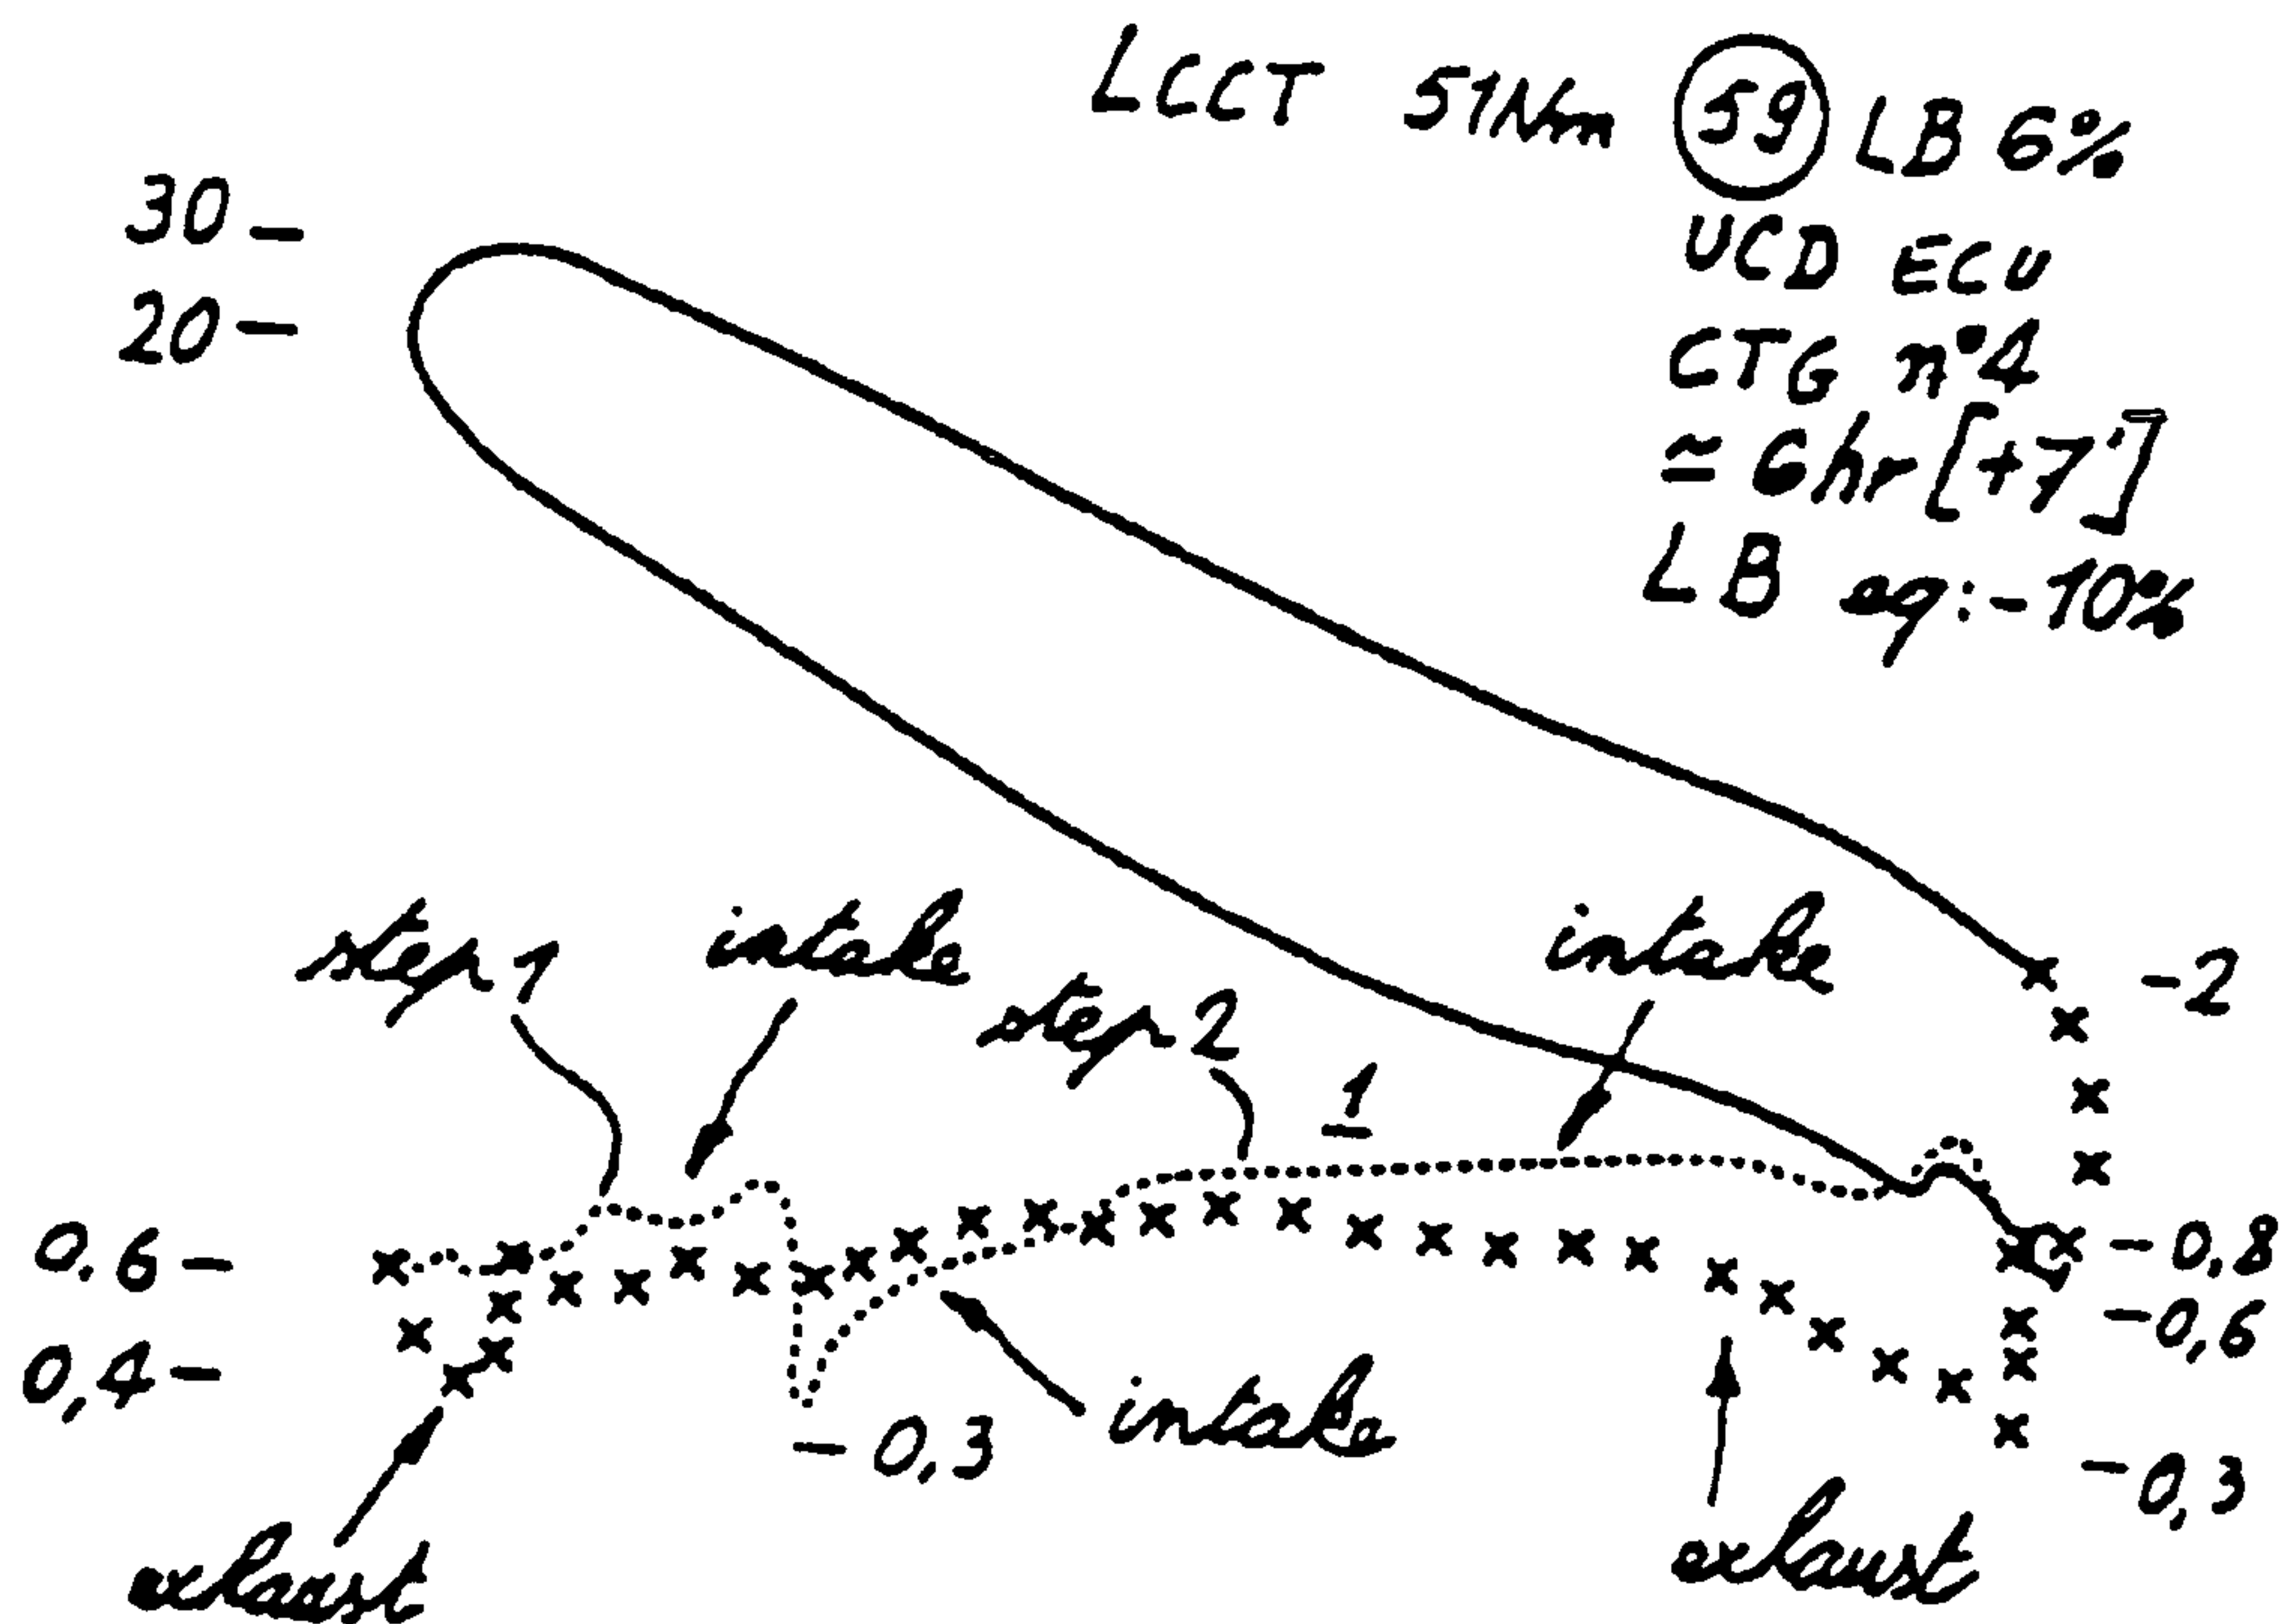 LCCT 51Nm 59 LB 6%
UCD ECU
CTG n°4
≃ 6hr [+7']
LB eq:-10%
30 -
20 -
step 1
intake
step 2
intake
1
- 2
0,6 -
0,4 -
- 0,8
- 0,6
- 0,3
intake
- 0,3
exhaust
exhaust